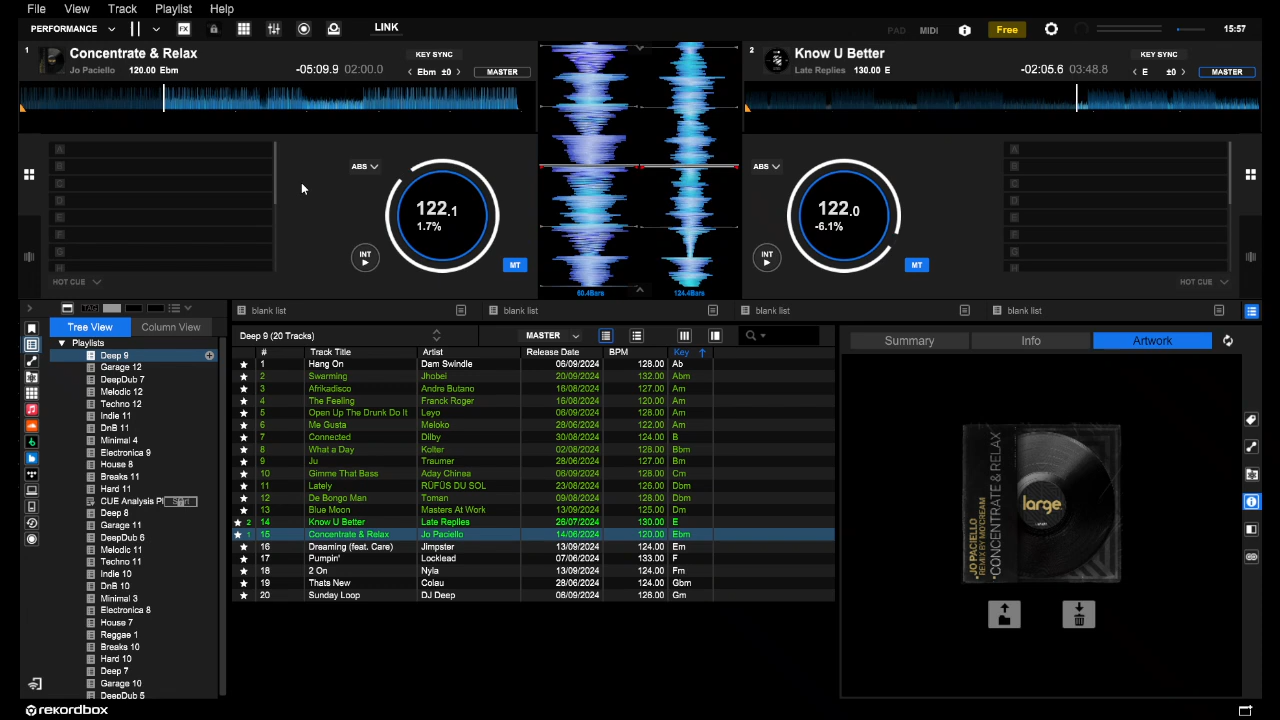 File View Track Playlist Help
PERFORMANCE FX LINK PAD MIDI Free 15:57
1 Concentrate & Relax KEY SYNC
Jo Paciello 120.00 Ebm -05:09.9 02:00.0 Ebm ±0 MASTER
2 Know U Better KEY SYNC
Late Replies 130.00 E -02:05.6 03:48.8 E ±0 MASTER
A
B
C
D
E
F
G
H
HOT CUE
ABS
122.1
1.7%
INT
MT
60.4Bars 124.4Bars
ABS
122.0
-6.1%
INT
MT
A
B
C
D
E
F
G
H
HOT CUE
TAG
blank list blank list blank list blank list
Tree View Column View
Playlists
Deep 9
Garage 12
DeepDub 7
Melodic 12
Techno 12
Indie 11
DnB 11
Minimal 4
Electronica 9
House 8
Breaks 11
Hard 11
CUE Analysis Pl
Deep 8
Garage 11
DeepDub 6
Melodic 11
Techno 11
Indie 10
DnB 10
Minimal 3
Electronica 8
House 7
Reggae 1
Breaks 10
Hard 10
Deep 7
Garage 10
DeepDub 5
Deep 9 (20 Tracks) MASTER
# Track Title Artist Release Date BPM Key
1 Hang On Dam Swindle 06/09/2024 128.00 Ab
2 Swarming Jhobei 30/08/2024 132.00 Abm
3 Afrikadisco Andre Butano 16/08/2024 127.00 Am
4 The Feeling Franck Roger 16/08/2024 120.00 Am
5 Open Up The Drunk Do It Leyo 06/09/2024 128.00 Am
6 Me Gusta Meloko 28/06/2024 122.00 Am
7 Connected Dilby 30/08/2024 124.00 B
8 What a Day Kolter 02/08/2024 128.00 Bbm
9 Ju Traumer 28/06/2024 127.00 Bm
10 Gimme That Bass Aday Chinea 06/09/2024 128.00 Cm
11 Lately RÜFÜS DU SOL 28/06/2024 126.00 Dbm
12 De Bongo Man Toman 09/08/2024 128.00 Dbm
13 Blue Moon Masters At Work 13/09/2024 125.00 Dm
2 14 Know U Better Late Replies 26/07/2024 130.00 E
1 15 Concentrate & Relax Jo Paciello 14/06/2024 120.00 Ebm
16 Dreaming (feat. Care) Jimpster 13/09/2024 124.00 Em
17 Pumpin' Locklead 07/06/2024 133.00 F
18 2 On Nyla 13/09/2024 124.00 Fm
19 Thats New Colau 28/06/2024 124.00 Gbm
20 Sunday Loop DJ Deep 06/09/2024 126.00 Gm
Summary Info Artwork
JO PACIELLO
REMIX BY MO'CREAM
CONCENTRATE & RELAX
large
rekordbox